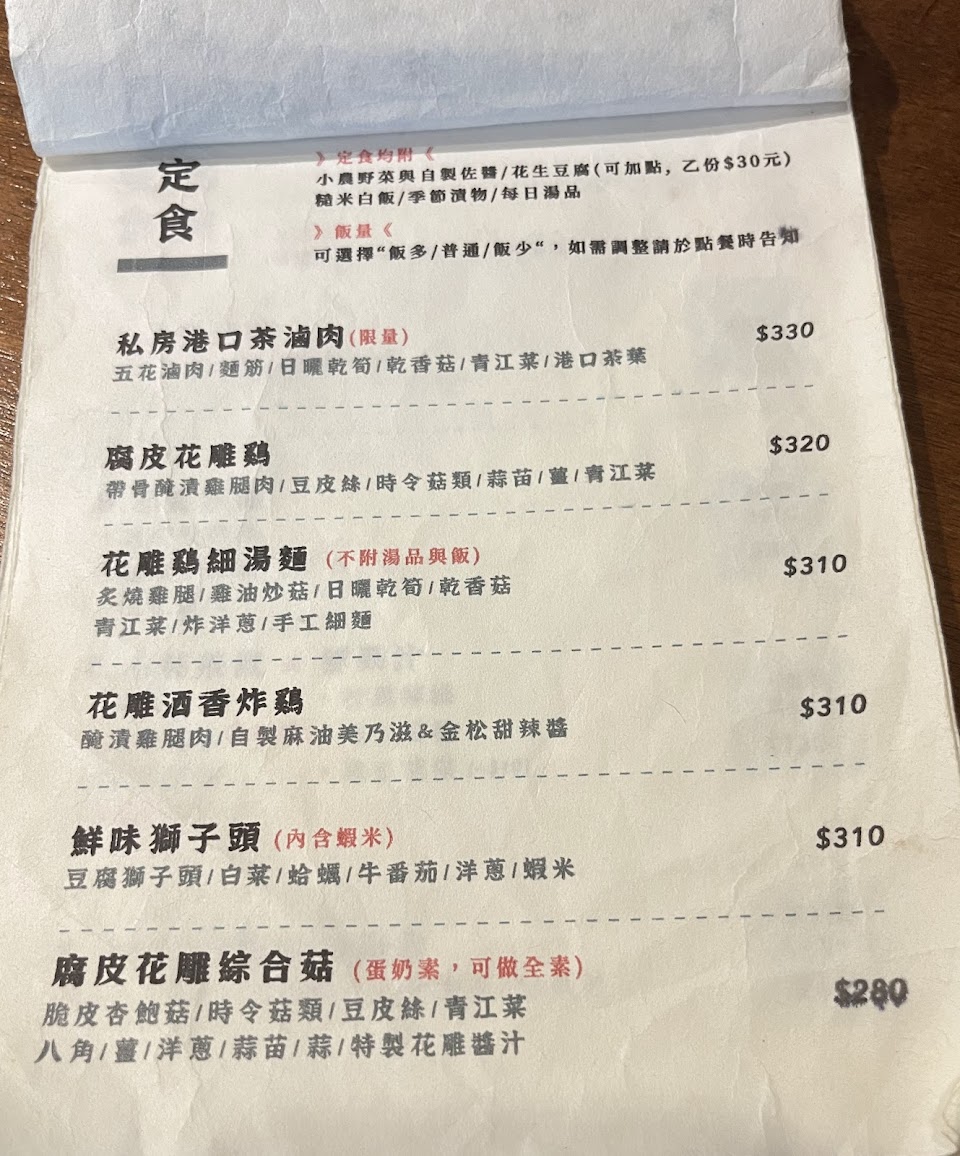 定食
》定食均附《
小農野菜與自製佐醬/花生豆腐(可加點, 乙份$30元)
糙米白飯/季節漬物/每日湯品
》飯量《
可選擇“飯多/普通/飯少“，如需調整請於點餐時告知
私房港口茶滷肉(限量) $330
五花滷肉/麵筋/日曬乾筍/乾香菇/青江菜/港口茶葉
腐皮花雕鷄 $320
帶骨醃漬雞腿肉/豆皮絲/時令菇類/蒜苗/薑/青江菜
花雕鷄細湯麵 (不附湯品與飯) $310
炙燒雞腿/雞油炒菇/日曬乾筍/乾香菇
青江菜/炸洋蔥/手工細麵
花雕酒香炸鷄 $310
醃漬雞腿肉/自製麻油美乃滋&金松甜辣醬
鮮味獅子頭 (內含蝦米) $310
豆腐獅子頭/白菜/蛤蠣/牛番茄/洋蔥/蝦米
腐皮花雕綜合菇 (蛋奶素，可做全素) $280
脆皮杏鮑菇/時令菇類/豆皮絲/青江菜
八角/薑/洋蔥/蒜苗/蒜/特製花雕醬汁